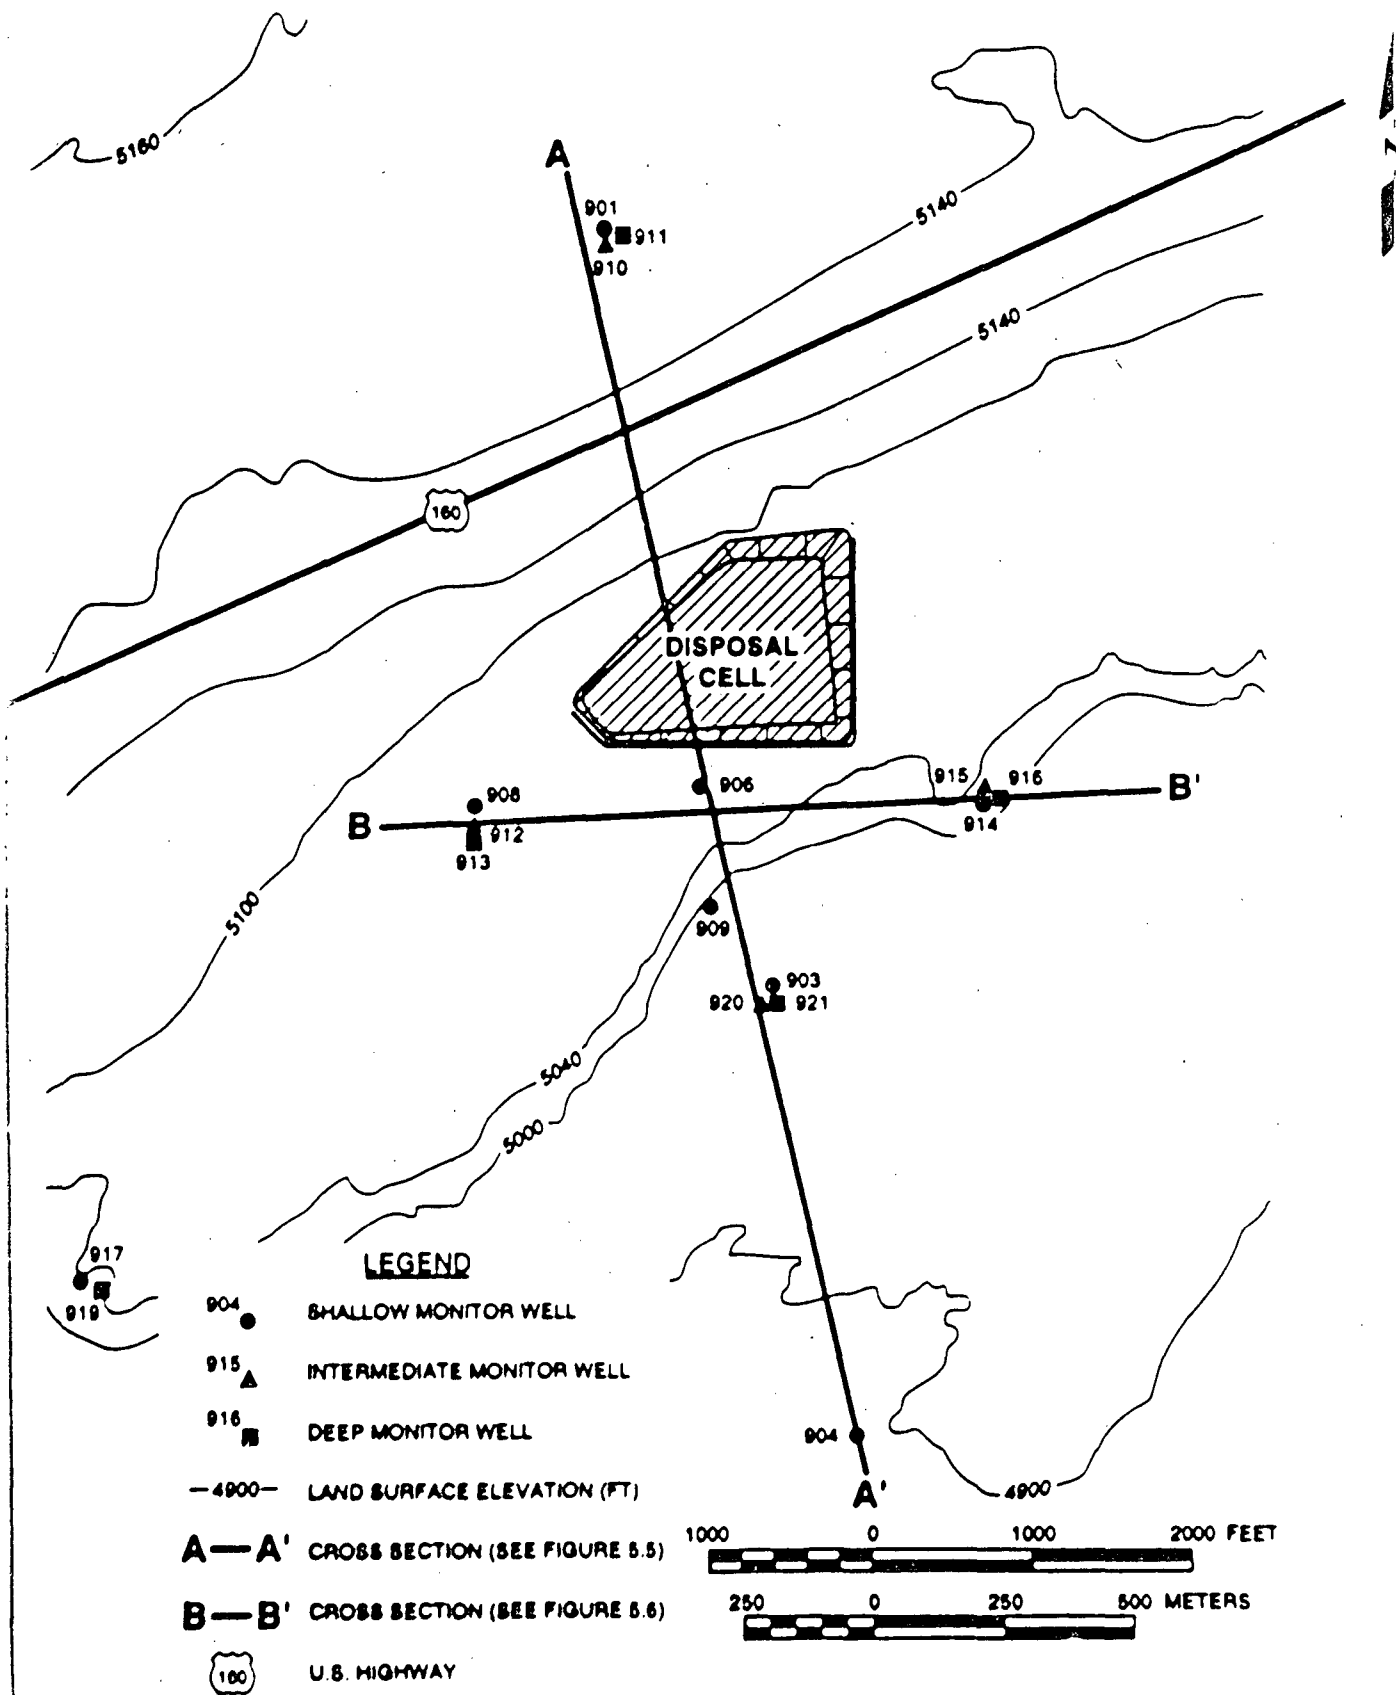 5160
A
901
911
910
5140
5140
160
DISPOSAL
CELL
906
915
916
B'
914
908
B
912
913
5100
909
903
920
921
5040
5000
917
919
904
A'
4900
LEGEND
904 SHALLOW MONITOR WELL
915 INTERMEDIATE MONITOR WELL
916 DEEP MONITOR WELL
—4900— LAND SURFACE ELEVATION (FT)
A — A' CROSS SECTION (SEE FIGURE 5.5)
B — B' CROSS SECTION (SEE FIGURE 5.6)
160 U.S. HIGHWAY
1000 0 1000 2000 FEET
250 0 250 500 METERS